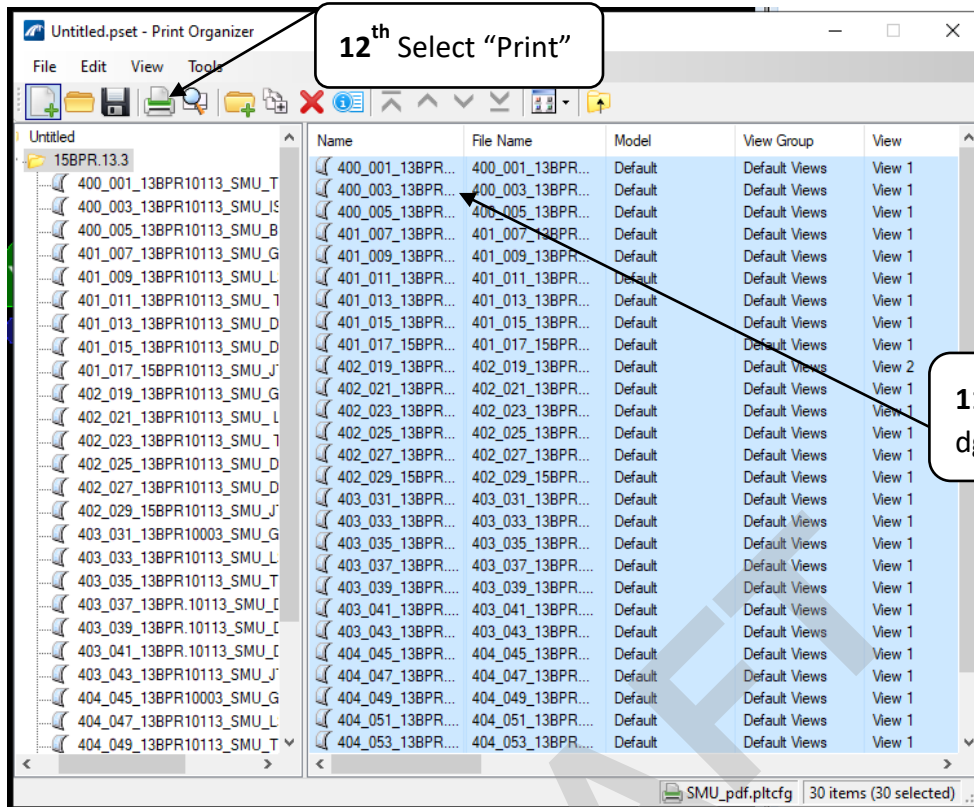 Untitled.pset - Print Organizer
12th Select “Print”
File Edit View Tools
Untitled
15BPR.13.3
400_001_13BPR10113_SMU_T
400_003_13BPR10113_SMU_IS
400_005_13BPR10113_SMU_B
401_007_13BPR10113_SMU_G
401_009_13BPR10113_SMU_L
401_011_13BPR10113_SMU_ T
401_013_13BPR10113_SMU_D
401_015_13BPR10113_SMU_D
401_017_15BPR10113_SMU_J
402_019_13BPR10113_SMU_G
402_021_13BPR10113_SMU_ L
402_023_13BPR10113_SMU_ T
402_025_13BPR10113_SMU_D
402_027_13BPR10113_SMU_D
402_029_15BPR10113_SMU_J
403_031_13BPR10003_SMU_G
403_033_13BPR10113_SMU_L
403_035_13BPR10113_SMU_T
403_037_13BPR.10113_SMU_D
403_039_13BPR.10113_SMU_D
403_041_13BPR.10113_SMU_D
403_043_13BPR10113_SMU_J
404_045_13BPR10003_SMU_G
404_047_13BPR10113_SMU_L
404_049_13BPR10113_SMU_T
Name File Name Model View Group View
400_001_13BPR... 400_001_13BPR... Default Default Views View 1
400_003_13BPR... 400_003_13BPR... Default Default Views View 1
400_005_13BPR... 400_005_13BPR... Default Default Views View 1
401_007_13BPR... 401_007_13BPR... Default Default Views View 1
401_009_13BPR... 401_009_13BPR... Default Default Views View 1
401_011_13BPR... 401_011_13BPR... Default Default Views View 1
401_013_13BPR... 401_013_13BPR... Default Default Views View 1
401_015_13BPR... 401_015_13BPR... Default Default Views View 1
401_017_15BPR... 401_017_15BPR... Default Default Views View 1
402_019_13BPR... 402_019_13BPR... Default Default Views View 2
402_021_13BPR... 402_021_13BPR... Default Default Views View 1
402_023_13BPR... 402_023_13BPR... Default Default Views View 1
402_025_13BPR... 402_025_13BPR... Default Default Views View 1
402_027_13BPR... 402_027_13BPR... Default Default Views View 1
402_029_15BPR... 402_029_15BPR... Default Default Views View 1
403_031_13BPR... 403_031_13BPR... Default Default Views View 1
403_033_13BPR... 403_033_13BPR... Default Default Views View 1
403_035_13BPR... 403_035_13BPR... Default Default Views View 1
403_037_13BPR.... 403_037_13BPR.... Default Default Views View 1
403_039_13BPR.... 403_039_13BPR.... Default Default Views View 1
403_041_13BPR.... 403_041_13BPR.... Default Default Views View 1
403_043_13BPR... 403_043_13BPR... Default Default Views View 1
404_045_13BPR... 404_045_13BPR... Default Default Views View 1
404_047_13BPR... 404_047_13BPR... Default Default Views View 1
404_049_13BPR... 404_049_13BPR... Default Default Views View 1
404_051_13BPR.... 404_051_13BPR.... Default Default Views View 1
404_053_13BPR.... 404_053_13BPR.... Default Default Views View 1
SMU_pdf.pltcfg 30 items (30 selected)